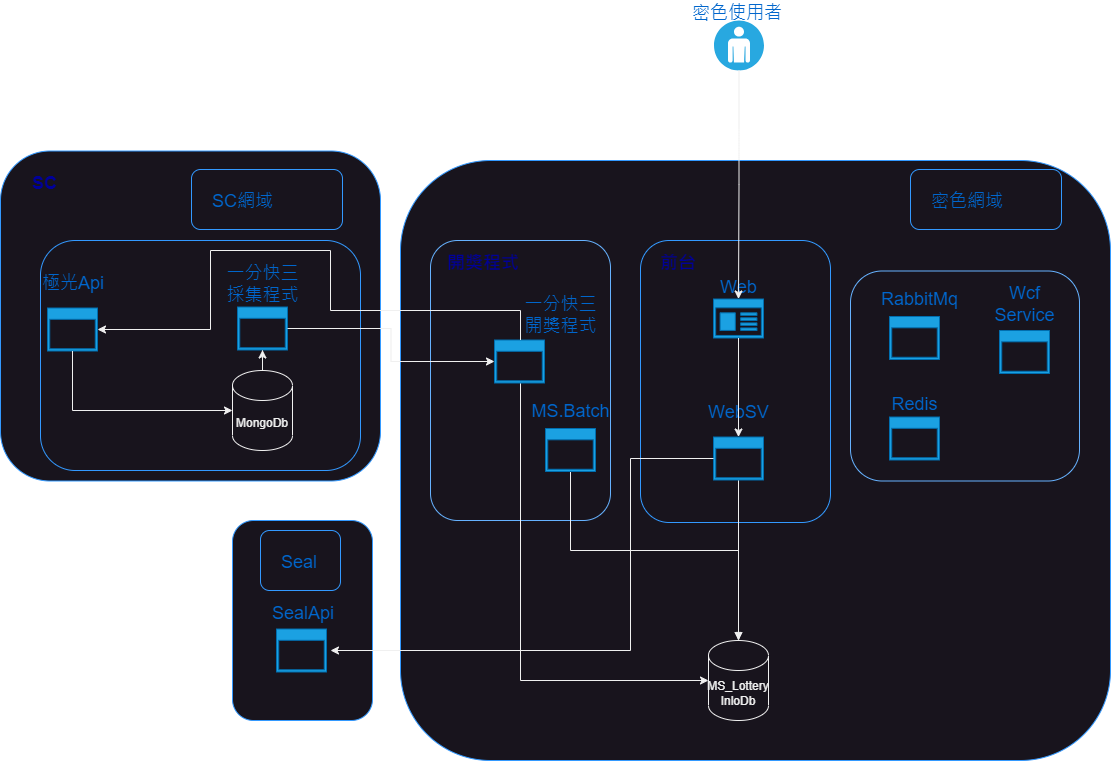 密色使用者
SC
SC網域
極光Api
一分快三
採集程式
MongoDb
密色網域
開獎程式
一分快三
開獎程式
MS.Batch
前台
Web
WebSV
RabbitMq
Wcf
Service
Redis
Seal
SealApi
MS_Lottery
InloDb